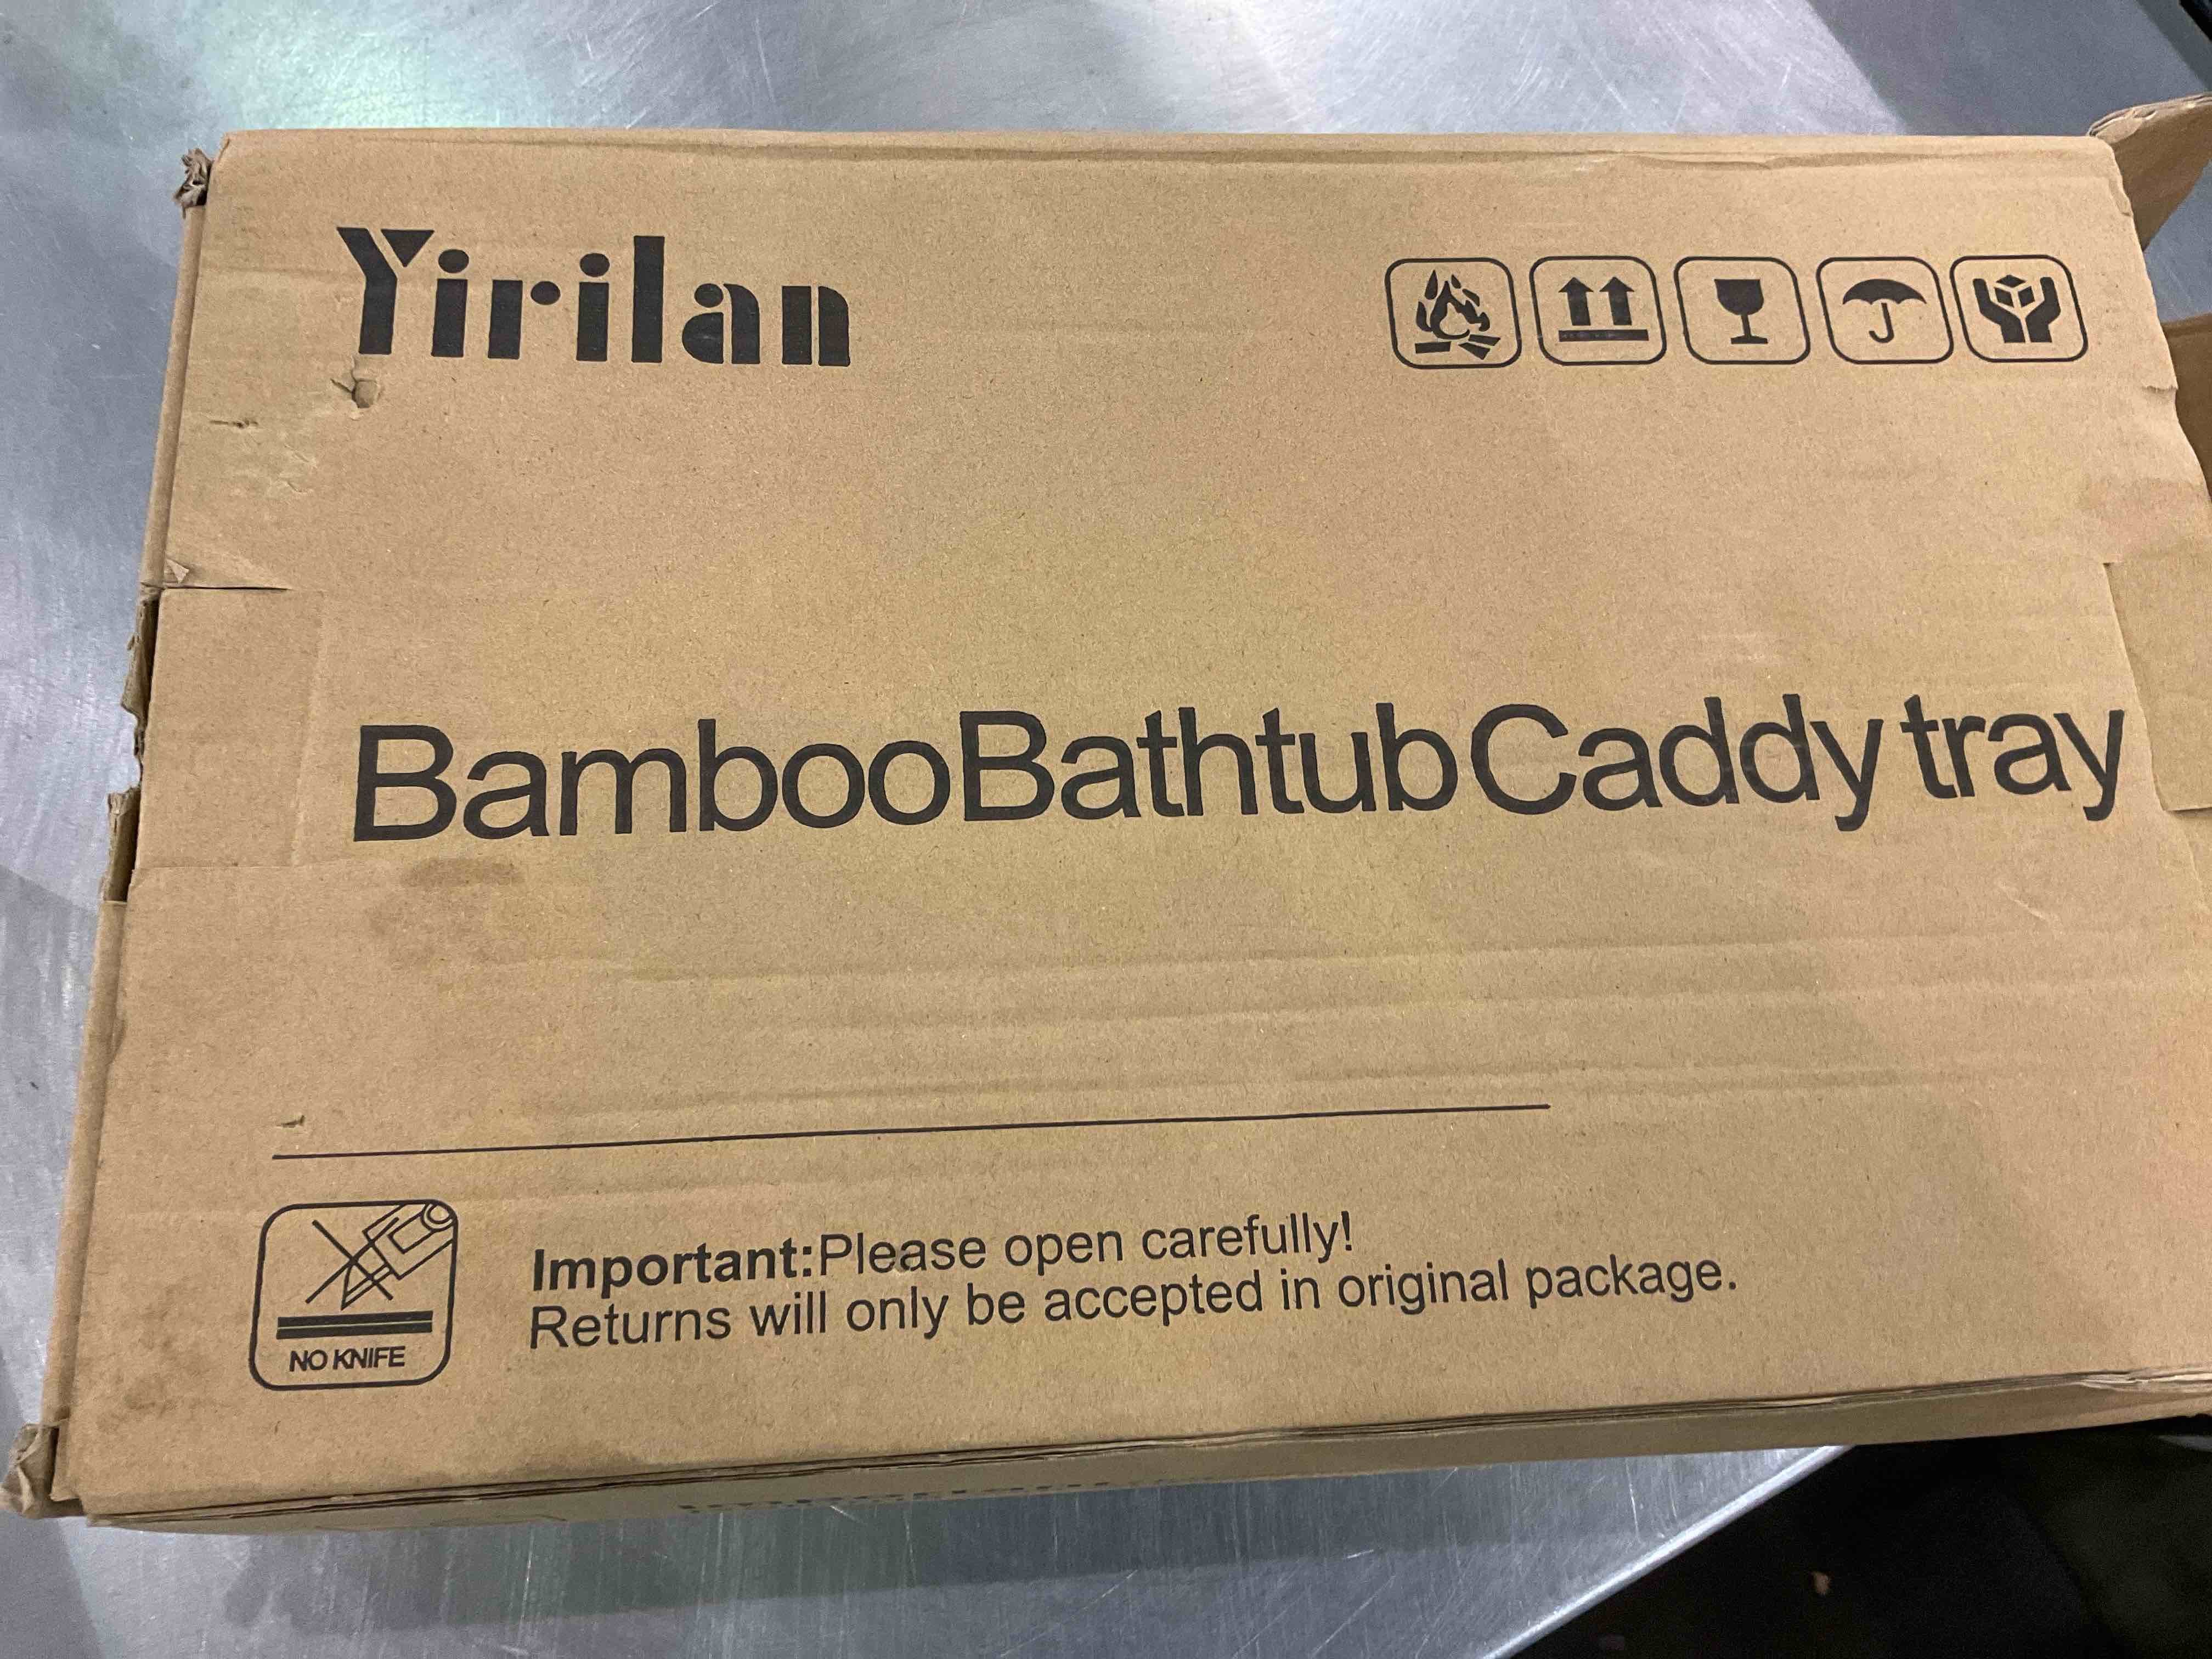 Yirilan
BambooBathtubCaddy tray
NO KNIFE
Important:Please open carefully!
Returns will only be accepted in original package.